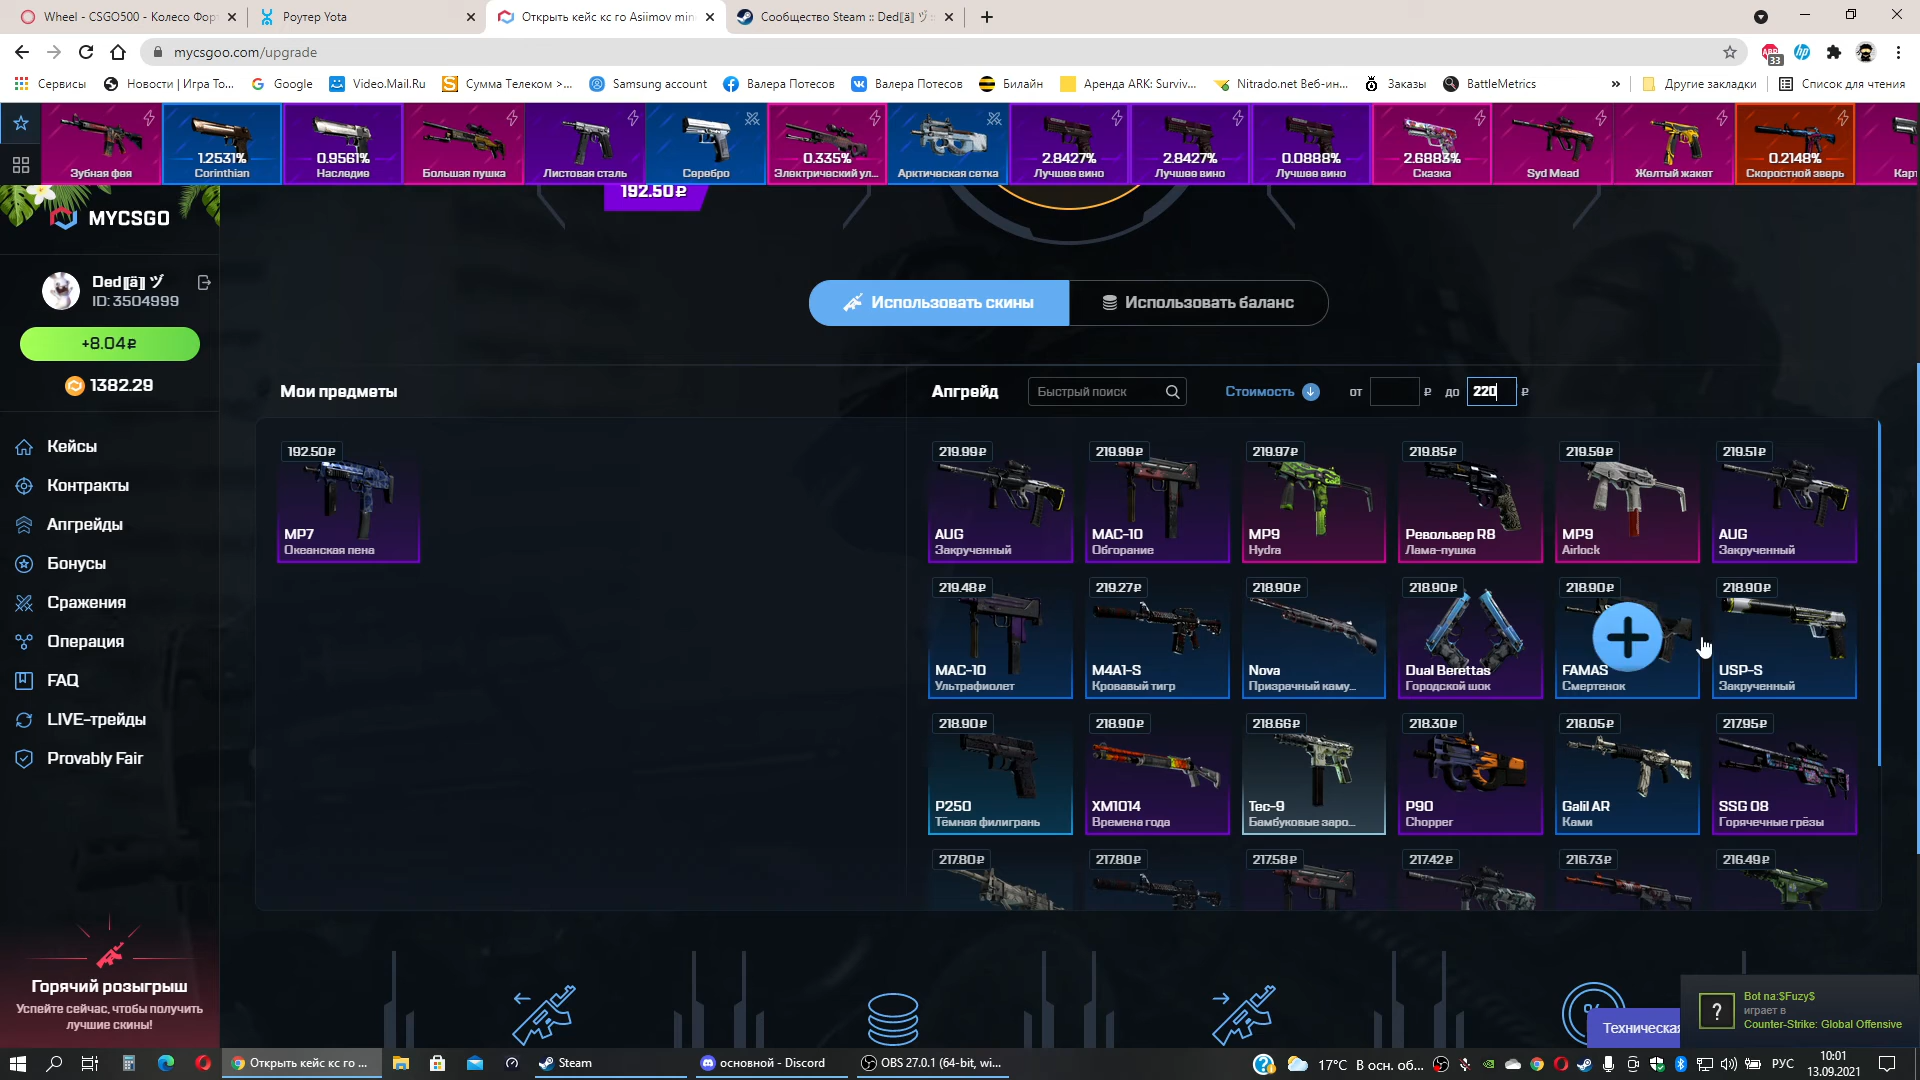 Wheel - CSGO500 - Колесо Фор
Роутер Yota
Открыть кейс кс го Asiimov min
Сообщество Steam :: Ded⟦ä⟧ ヅ
mycsgoo.com/upgrade
33
Сервисы
Новости | Игра То...
Google
Video.Mail.Ru
Сумма Телеком >...
Samsung account
Валера Потесов
Валера Потесов
Билайн
Аренда ARK: Surviv...
Nitrado.net Веб-ин...
Заказы
BattleMetrics
»
Другие закладки
Список для чтения
Зубная фея
1.2531%
Corinthian
0.9561%
Наследие
Большая пушка
Листовая сталь
Серебро
0.335%
Электрический ул...
Арктическая сетка
2.8427%
Лучшее вино
2.8427%
Лучшее вино
0.0888%
Лучшее вино
2.6883%
Сказка
Syd Mead
Желтый жакет
0.2148%
Скоростной зверь
Кар
MYCSGO
192.50₽
Ded⟦ä⟧ ヅ
ID: 3504999
+8.04₽
1382.29
Использовать скины
Использовать баланс
Мои предметы
Апгрейд
Быстрый поиск
Стоимость
от
₽
до
220
₽
Кейсы
Контракты
Апгрейды
Бонусы
Сражения
Операция
FAQ
LIVE-трейды
Provably Fair
192.50₽
MP7
Океанская пена
219.99₽
AUG
Закрученный
219.99₽
MAC-10
Обгорание
219.97₽
MP9
Hydra
219.85₽
Револьвер R8
Лама-пушка
219.59₽
MP9
Airlock
219.51₽
AUG
Закрученный
219.48₽
MAC-10
Ультрафиолет
219.27₽
M4A1-S
Кровавый тигр
218.90₽
Nova
Призрачный каму...
218.90₽
Dual Berettas
Городской шок
218.90₽
FAMAS
Смертенок
218.90₽
USP-S
Закрученный
218.90₽
P250
Тёмная филигрань
218.90₽
XM1014
Времена года
218.66₽
Tec-9
Бамбуковые заро...
218.30₽
P90
Chopper
218.05₽
Galil AR
Ками
217.95₽
SSG 08
Горячечные грёзы
217.80₽
217.80₽
217.58₽
217.42₽
216.73₽
216.49₽
Горячий розыгрыш
Успейте сейчас, чтобы получить
лучшие скины!
Техническая
?
Bot na:$Fuzy$
играет в
Counter-Strike: Global Offensive
Открыть кейс кс го ...
Steam
основной - Discord
OBS 27.0.1 (64-bit, wi...
17°C В осн. об...
РУС
10:01
13.09.2021